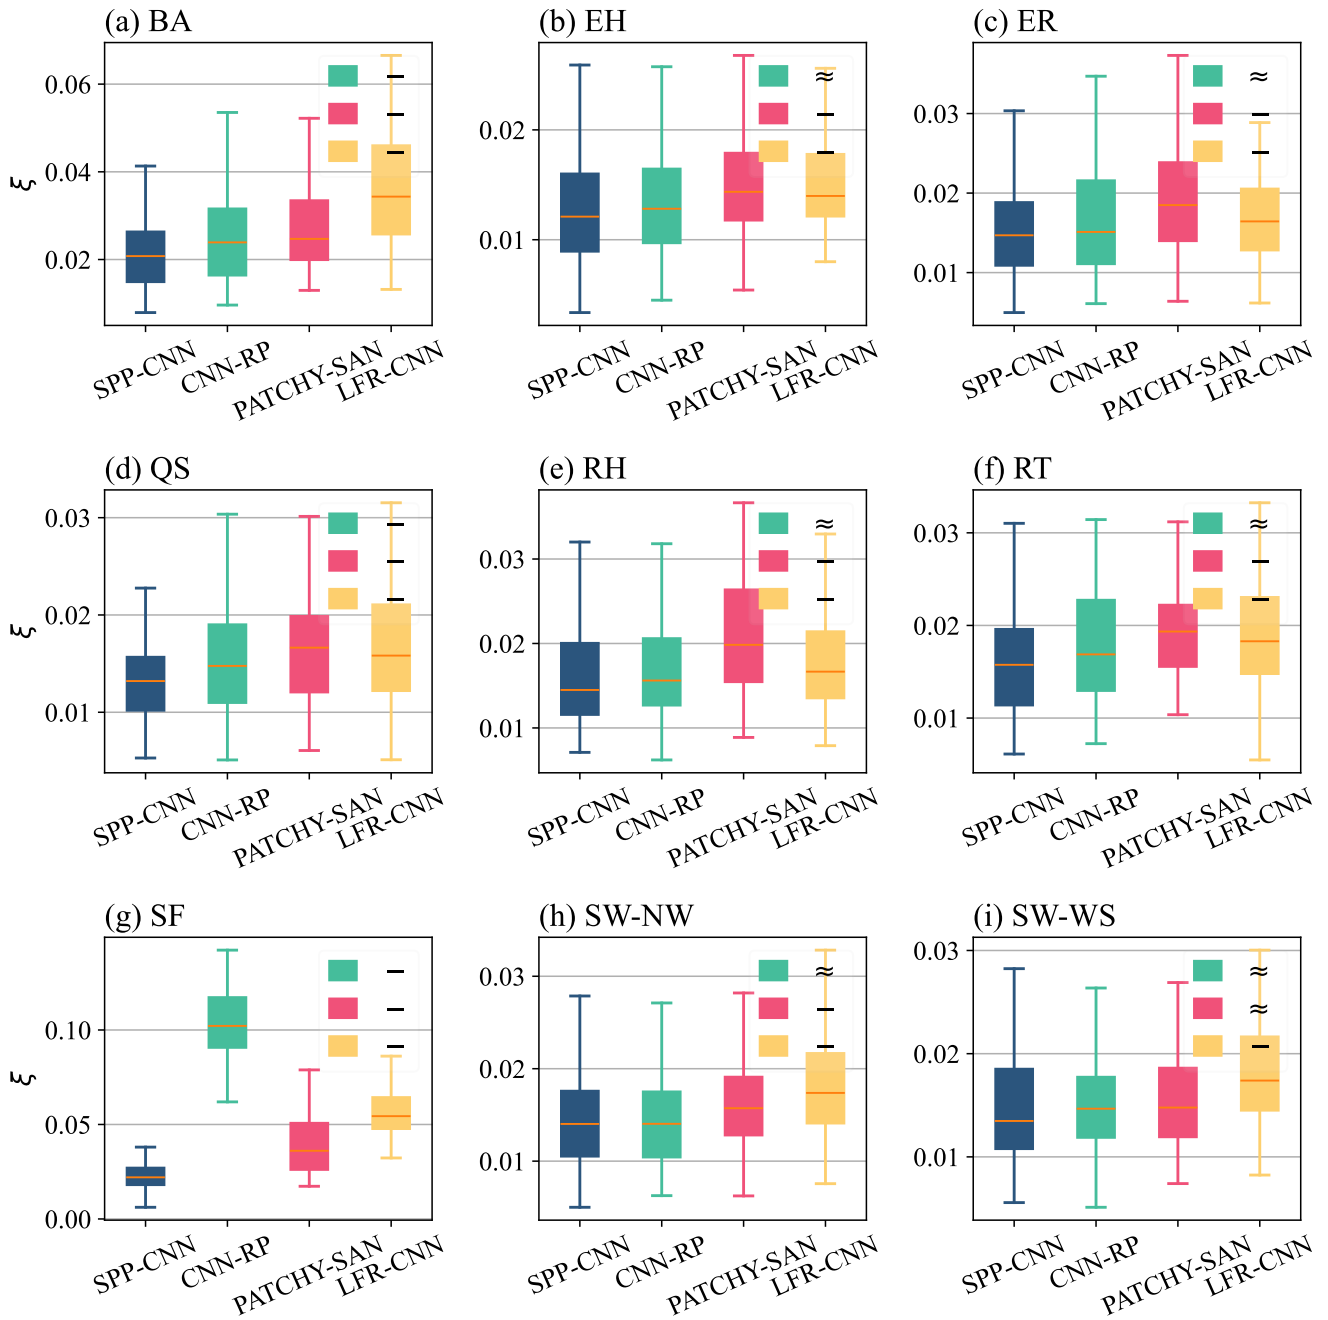 (a) BA
(b) EH
(c) ER
ξ
0.06
0.04
0.02
0.02
0.01
0.03
0.02
0.01
−
−
−
≈
−
−
≈
−
−
SPP-CNN
CNN-RP
PATCHY-SAN
LFR-CNN
SPP-CNN
CNN-RP
PATCHY-SAN
LFR-CNN
SPP-CNN
CNN-RP
PATCHY-SAN
LFR-CNN
(d) QS
(e) RH
(f) RT
ξ
0.03
0.02
0.01
0.03
0.02
0.01
0.03
0.02
0.01
−
−
−
≈
−
−
≈
−
−
SPP-CNN
CNN-RP
PATCHY-SAN
LFR-CNN
SPP-CNN
CNN-RP
PATCHY-SAN
LFR-CNN
SPP-CNN
CNN-RP
PATCHY-SAN
LFR-CNN
(g) SF
(h) SW-NW
(i) SW-WS
ξ
0.10
0.05
0.00
0.03
0.02
0.01
0.03
0.02
0.01
−
−
−
≈
−
−
≈
≈
−
SPP-CNN
CNN-RP
PATCHY-SAN
LFR-CNN
SPP-CNN
CNN-RP
PATCHY-SAN
LFR-CNN
SPP-CNN
CNN-RP
PATCHY-SAN
LFR-CNN